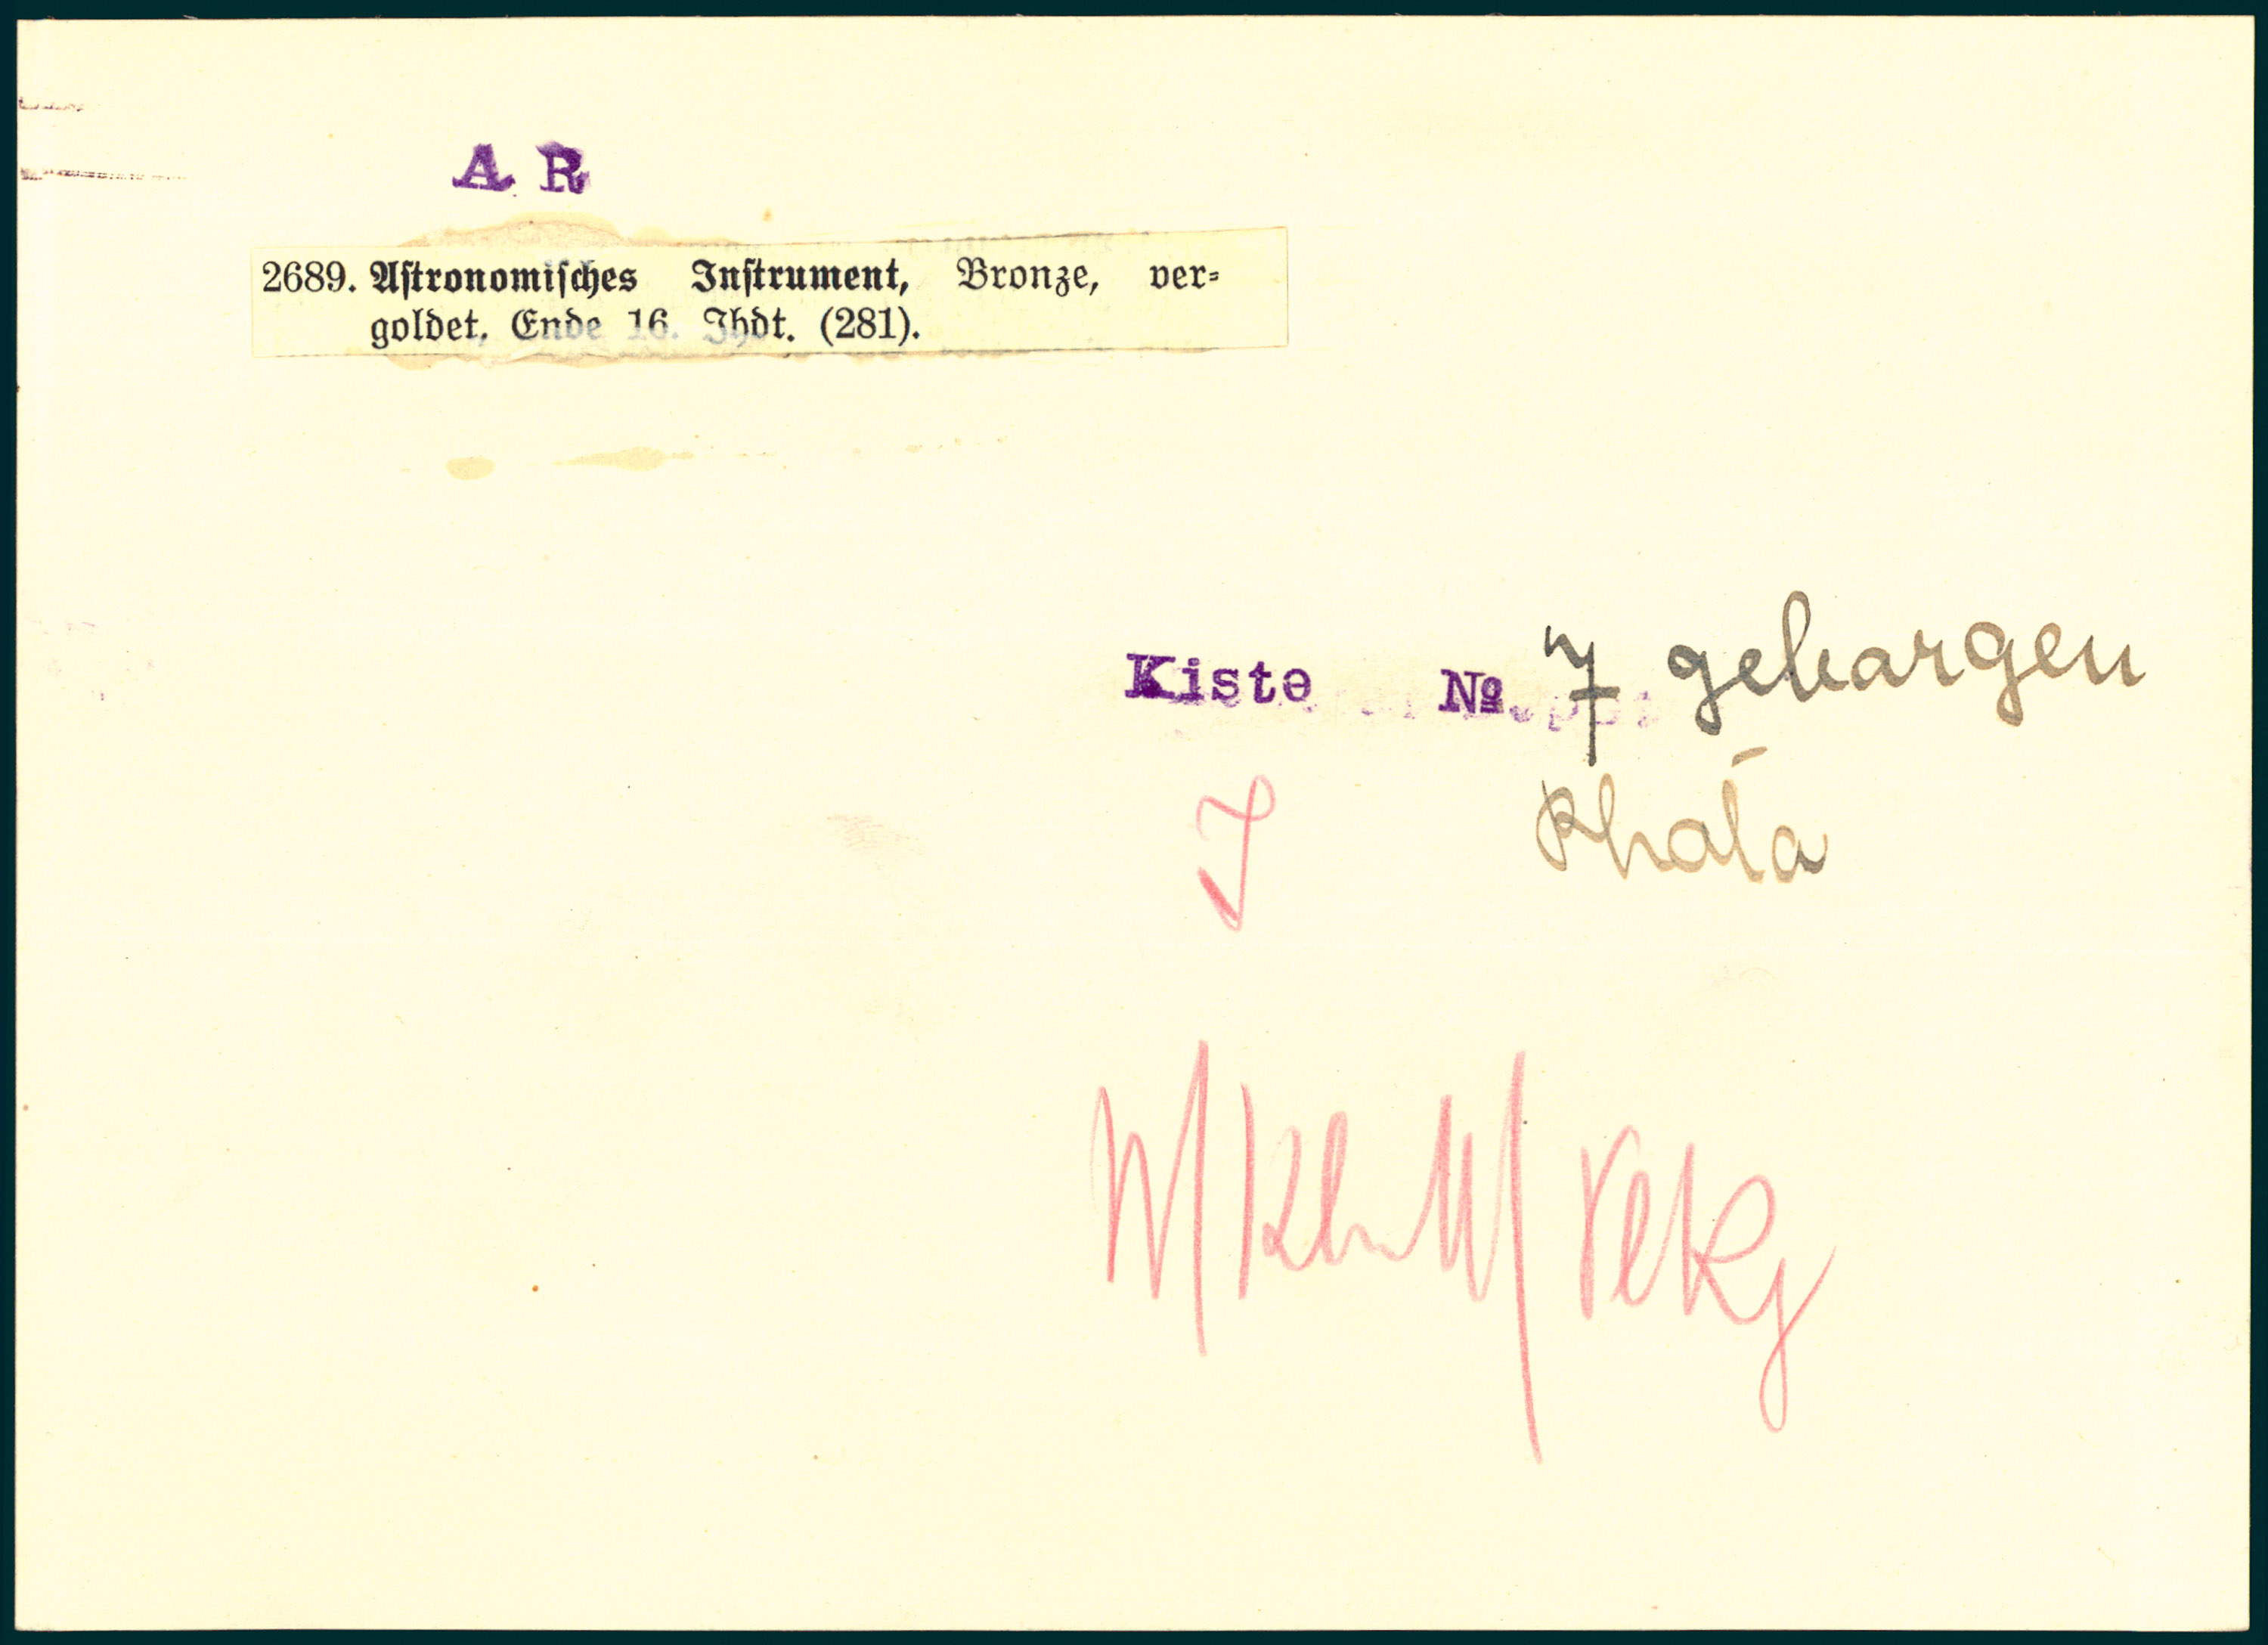 A R
2689. Astronomisches Instrument, Bronze, ver-
goldet, Ende 16. Jhdt. (281).
Kiste № 7 geborgen
J